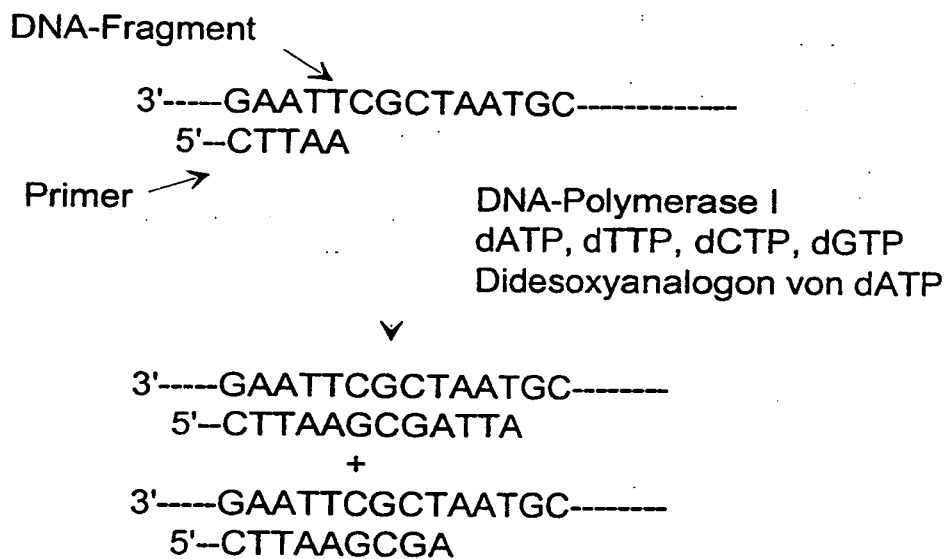 DNA-Fragment
3'-----GAATTCGCTAATGC-------------
5'--CTTAA
Primer
DNA-Polymerase I
dATP, dTTP, dCTP, dGTP
Didesoxyanalogon von dATP
3'-----GAATTCGCTAATGC--------
5'--CTTAAGCGATTA
+
3'-----GAATTCGCTAATGC--------
5'--CTTAAGCGA